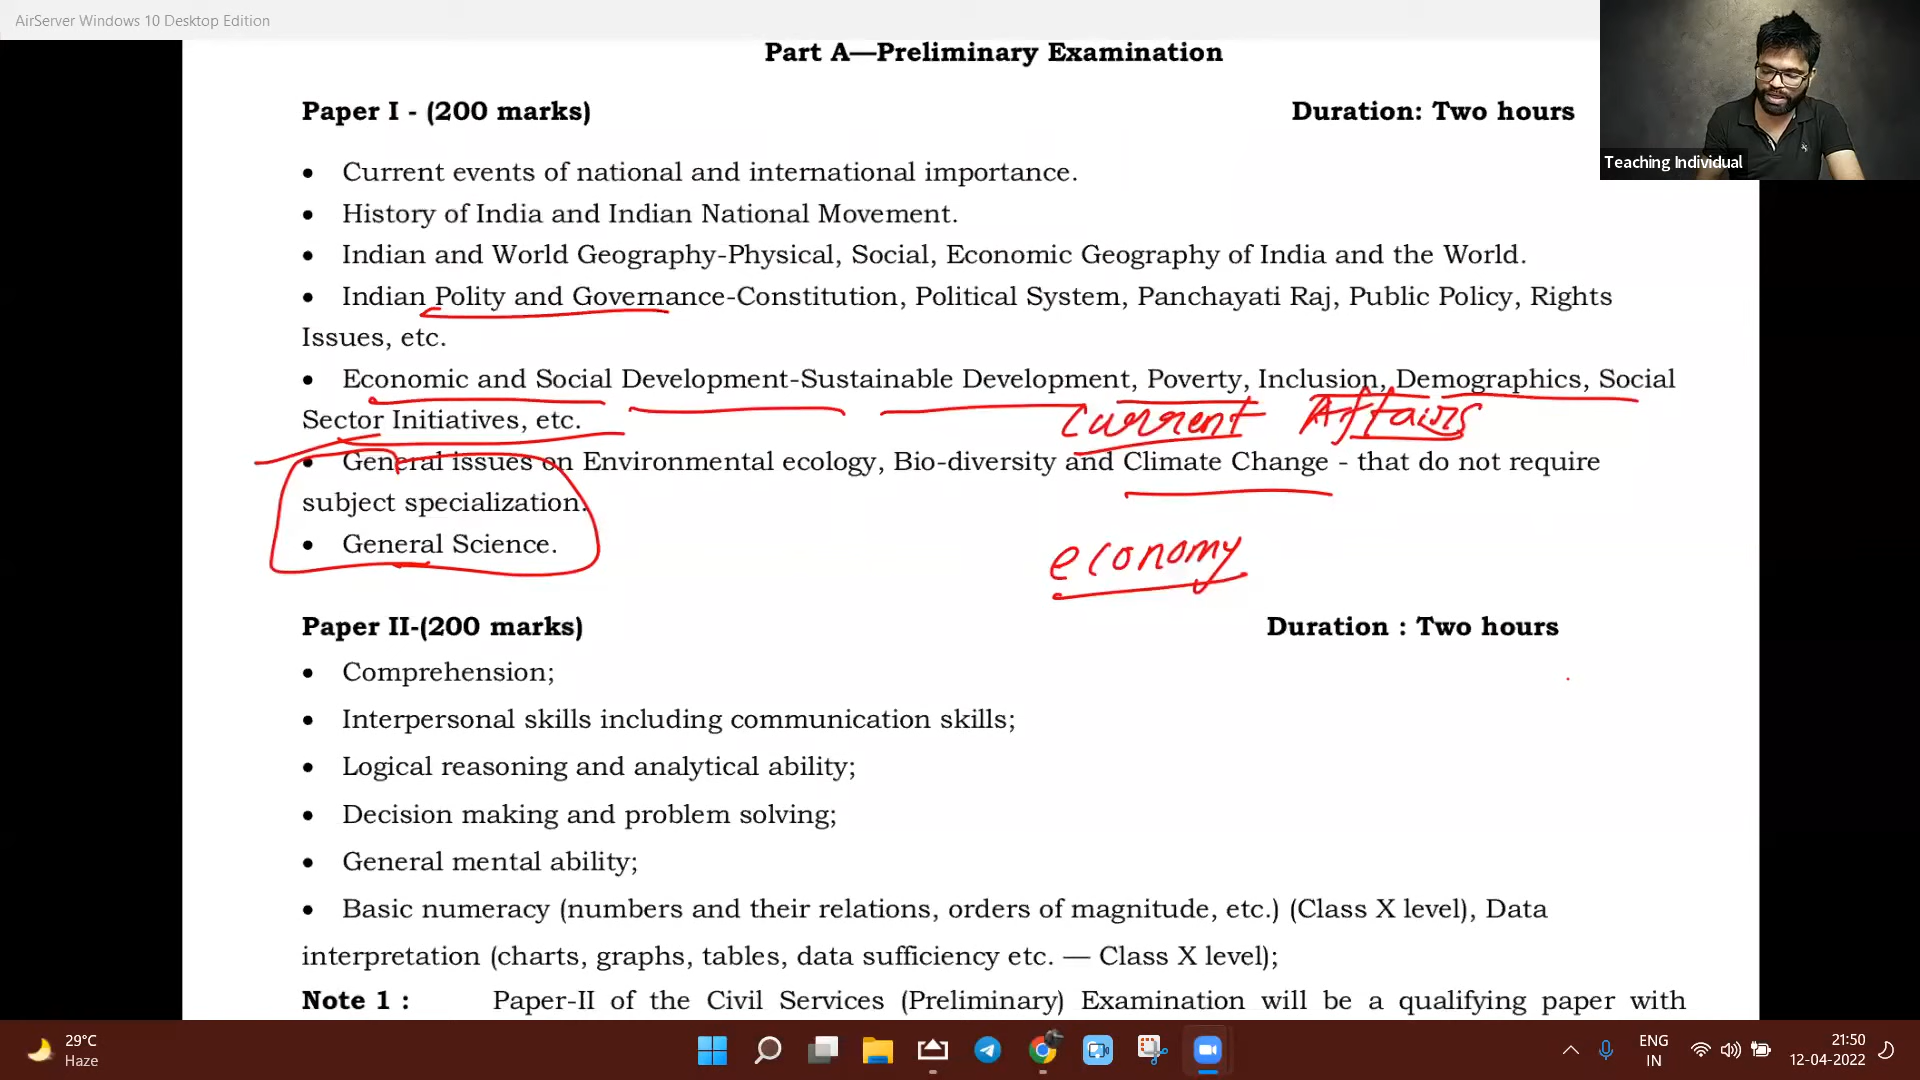 AirServer Windows 10 Desktop Edition
Part A—Preliminary Examination
Teaching Individual
Paper I - (200 marks) Duration: Two hours
• Current events of national and international importance.
• History of India and Indian National Movement.
• Indian and World Geography-Physical, Social, Economic Geography of India and the World.
• Indian Polity and Governance-Constitution, Political System, Panchayati Raj, Public Policy, Rights
Issues, etc.
• Economic and Social Development-Sustainable Development, Poverty, Inclusion, Demographics, Social
Sector Initiatives, etc.
Current Affairs
• General issues on Environmental ecology, Bio-diversity and Climate Change - that do not require
subject specialization.
• General Science.
economy
Paper II-(200 marks) Duration : Two hours
• Comprehension;
• Interpersonal skills including communication skills;
• Logical reasoning and analytical ability;
• Decision making and problem solving;
• General mental ability;
• Basic numeracy (numbers and their relations, orders of magnitude, etc.) (Class X level), Data
interpretation (charts, graphs, tables, data sufficiency etc. — Class X level);
Note 1 : Paper-II of the Civil Services (Preliminary) Examination will be a qualifying paper with
29°C
Haze
ENG
IN
21:50
12-04-2022